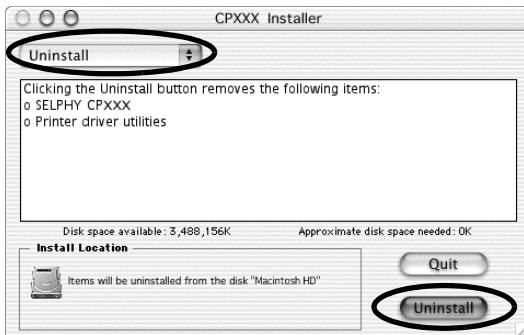 CPXXX Installer
Uninstall
Clicking the Uninstall button removes the following items:
o SELPHY CPXXX
o Printer driver utilities
Disk space available: 3,488,156K
Approximate disk space needed: 0K
Install Location
Items will be uninstalled from the disk "Macintosh HD"
Quit
Uninstall